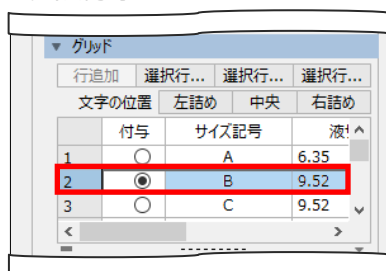 グリッド
行追加 選択行... 選択行... 選択行...
文字の位置 左詰め 中央 右詰め
付与 サイズ記号
1 A 6.35
2 B 9.52
3 C 9.52